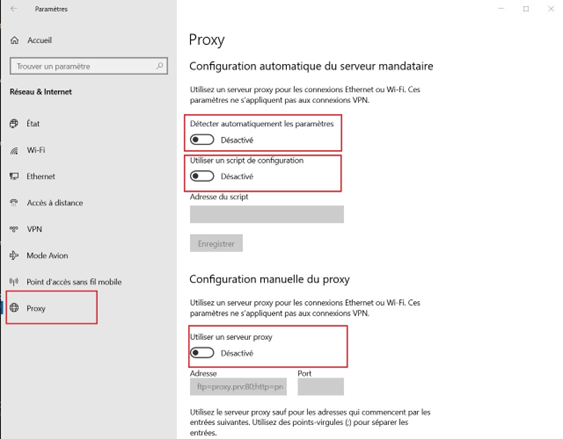 Paramètres
Accueil
Trouver un paramètre
Réseau & Internet
État
Wi-Fi
Ethernet
Accès à distance
VPN
Mode Avion
Point d'accès sans fil mobile
Proxy
Proxy
Configuration automatique du serveur mandataire
Utilisez un serveur proxy pour les connexions Ethernet ou Wi-Fi. Ces
paramètres ne s'appliquent pas aux connexions VPN.
Détecter automatiquement les paramètres
Désactivé
Utiliser un script de configuration
Désactivé
Adresse du script
Enregistrer
Configuration manuelle du proxy
Utilisez un serveur proxy pour les connexions Ethernet ou Wi-Fi. Ces
paramètres ne s'appliquent pas aux connexions VPN.
Utiliser un serveur proxy
Désactivé
Adresse Port
ftp=proxy.prv:80;http=pr
Utilisez le serveur proxy sauf pour les adresses qui commencent par les
entrées suivantes. Utilisez des points-virgules (;) pour séparer les
entrées.